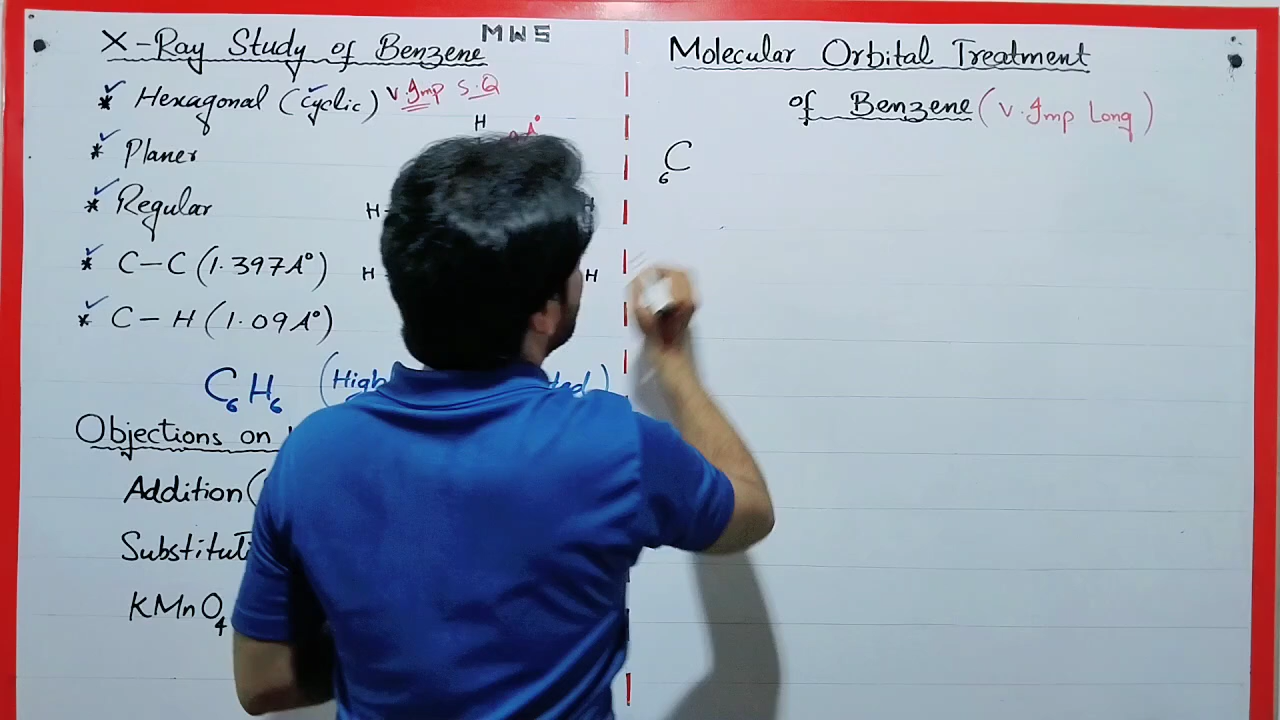 X-Ray Study of Benzene
MWS
* Hexagonal (Cyclic) V.Imp S.Q
H
A°
* Planer
* Regular
H
H
* C-C (1.397A°)
H
H
* C-H (1.09A°)
C6H6
Objections on
Addition (
KMnO4
Molecular Orbital Treatment
of Benzene (V.Imp Long)
6C